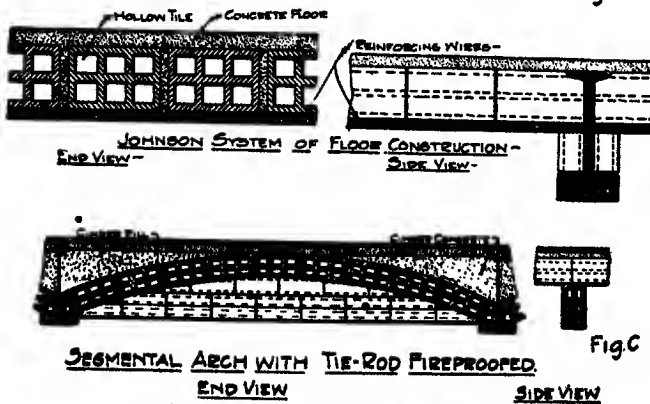 HOLLOW TILE
CONCRETE FLOOR
REINFORCING WIRES-
JOHNSON SYSTEM OF FLOOR CONSTRUCTION-
END VIEW-
SIDE VIEW-
SEGMENTAL ARCH WITH TIE-ROD FIREPROOFED.
END VIEW
SIDE VIEW
Fig.C